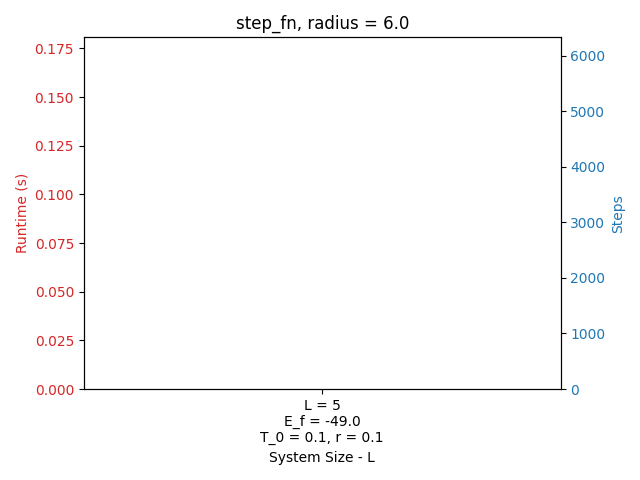 step_fn, radius = 6.0
Runtime (s)
0.175
0.150
0.125
0.100
0.075
0.050
0.025
0.000
6000
5000
4000
3000
2000
1000
0
Steps
L = 5
E_f = -49.0
T_0 = 0.1, r = 0.1
System Size - L